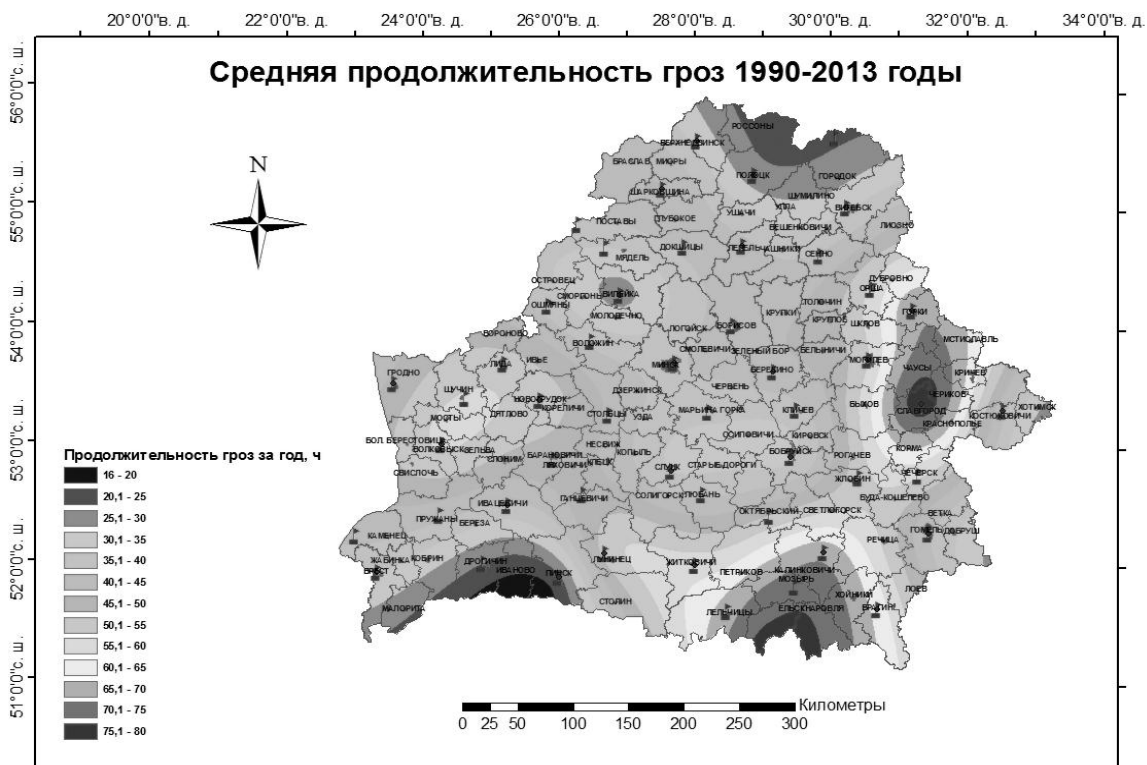 20°0'0"в. д.
22°0'0"в. д.
24°0'0"в. д.
26°0'0"в. д.
28°0'0"в. д.
30°0'0"в. д.
32°0'0"в. д.
34°0'0"в. д.
Средняя продолжительность гроз 1990-2013 годы
56°0'0"с. ш.
55°0'0"с. ш.
54°0'0"с. ш.
53°0'0"с. ш.
52°0'0"с. ш.
51°0'0"с. ш.
N
РОССОНЫ
ВЕРХНЕДВИНСК
БРАСЛАВ
МИОРЫ
ПОЛОЦК
ГОРОДОК
ШАРКОВЩИНА
ШУМИЛИНО
УЛЛА
ВИТЕБСК
ПОСТАВЫ
ГЛУБОКОЕ
УШАЧИ
БЕШЕНКОВИЧИ
ЛИОЗНО
ДОКШИЦЫ
ЛЕПЕЛЬ
ЧАШНИКИ
СЕННО
МЯДЕЛЬ
ДУБРОВНО
ОСТРОВЕЦ
ОРША
СМОРГОНЬ
ВИЛЕЙКА
ОШМЯНЫ
ТОЛОЧИН
МОЛОДЕЧНО
КРУПКИ
КРУГЛОЕ
ШКЛОВ
ГОРКИ
ЛОГОЙСК
БОРИСОВ
ВОРОНОВО
ВОЛОЖИН
МСТИСЛАВЛЬ
СМОЛЕВИЧИ
ЗЕЛЕНЫЙ БОР
БЕЛЫНИЧИ
ИВЬЕ
МОГИЛЕВ
ЛИДА
МИНСК
БЕРЕЗИНО
ЧАУСЫ
ГРОДНО
КРИЧЕВ
ЩУЧИН
ДЗЕРЖИНСК
ЧЕРВЕНЬ
ЧЕРИКОВ
НОВОГРУДОК
КОРЕЛИЧИ
БЫХОВ
ХОТИМСК
МОСТЫ
ДЯТЛОВО
СТОЛБЦЫ
УЗДА
МАРЬИНА ГОРКА
КЛИЧЕВ
СЛАВГОРОД
КОСТЮКОВИЧИ
КРАСНОПОЛЬЕ
ОСИПОВИЧИ
КИРОВСК
БОЛ. БЕРЕСТОВИЦА
ВОЛКОВЫСК
ЗЕЛЬВА
НЕСВИЖ
КОРМА
БАРАНОВИЧИ
КОПЫЛЬ
БОБРУЙСК
РОГАЧЕВ
СЛОНИМ
ЛЯХОВИЧИ
КЛЕЦК
СВИСЛОЧЬ
СЛУЦК
СТАРЫЕ ДОРОГИ
ЖЛОБИН
ЧЕЧЕРСК
ГАНЦЕВИЧИ
СОЛИГОРСК
ЛЮБАНЬ
БУДА-КОШЕЛЕВО
ИВАЦЕВИЧИ
ОКТЯБРЬСКИЙ
СВЕТЛОГОРСК
ВЕТКА
ПРУЖАНЫ
БЕРЕЗА
ГОМЕЛЬ
ДОБРУШ
КАМЕНЕЦ
РЕЧИЦА
ЖАБИНКА
КОБРИН
ДРОГИЧИН
ЛУНИНЕЦ
ЖИТКОВИЧИ
БРЕСТ
ИВАНОВО
ПИНСК
ПЕТРИКОВ
КАЛИНКОВИЧИ
МОЗЫРЬ
ХОЙНИКИ
ЛОЕВ
МАЛОРИТА
СТОЛИН
ЛЕЛЬЧИЦЫ
ЕЛЬСК
НАРОВЛЯ
БРАГИН
Продолжительность гроз за год, ч
16 - 20
20,1 - 25
25,1 - 30
30,1 - 35
35,1 - 40
40,1 - 45
45,1 - 50
50,1 - 55
55,1 - 60
60,1 - 65
65,1 - 70
70,1 - 75
75,1 - 80
Километры
0 25 50 100 150 200 250 300